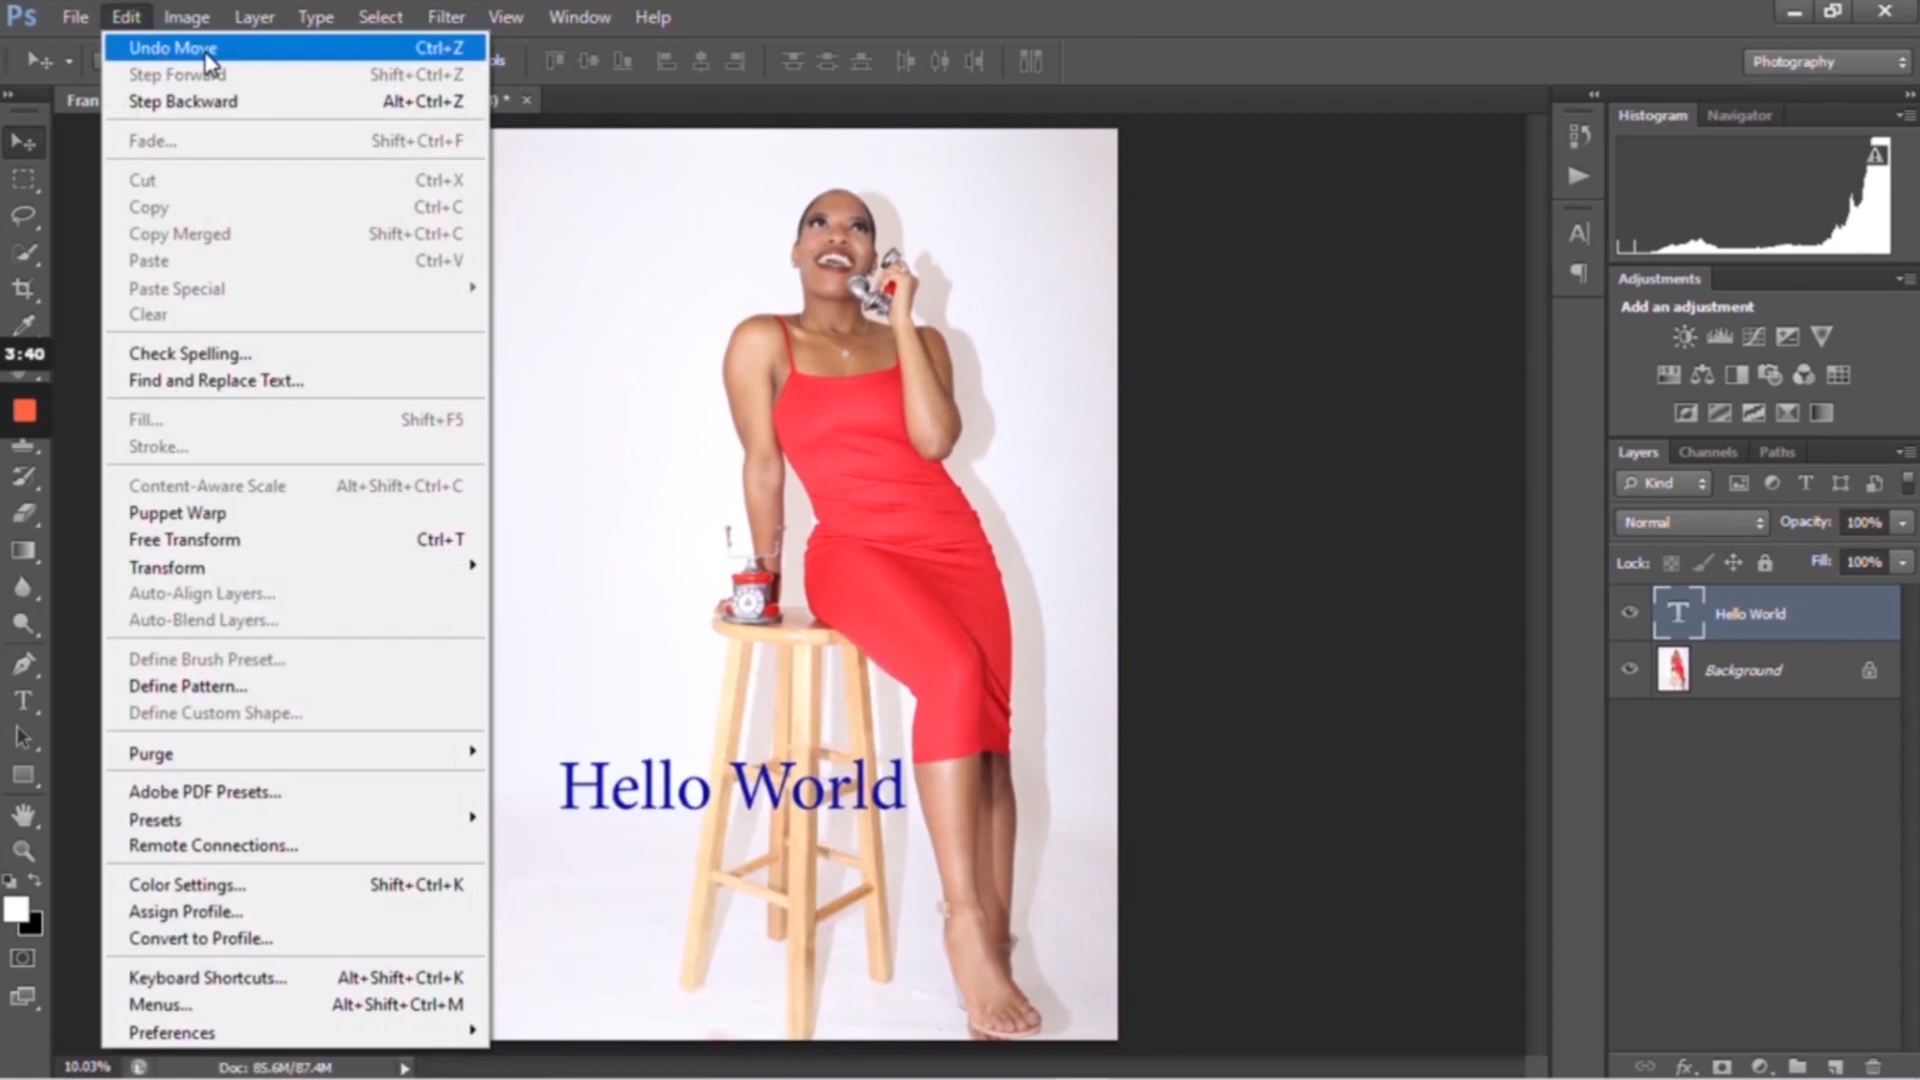 Ps File Edit Image Layer Type Select Filter View Window Help
Undo Move Ctrl+Z
Step Forward Shift+Ctrl+Z
Step Backward Alt+Ctrl+Z
Fade... Shift+Ctrl+F
Cut Ctrl+X
Copy Ctrl+C
Copy Merged Shift+Ctrl+C
Paste Ctrl+V
Paste Special
Clear
Check Spelling...
Find and Replace Text...
Fill... Shift+F5
Stroke...
Content-Aware Scale Alt+Shift+Ctrl+C
Puppet Warp
Free Transform Ctrl+T
Transform
Auto-Align Layers...
Auto-Blend Layers...
Define Brush Preset...
Define Pattern...
Define Custom Shape...
Purge
Adobe PDF Presets...
Presets
Remote Connections...
Color Settings... Shift+Ctrl+K
Assign Profile...
Convert to Profile...
Keyboard Shortcuts... Alt+Shift+Ctrl+K
Menus... Alt+Shift+Ctrl+M
Preferences
ols
Photography
Fran
) * ×
3:40
Hello World
Histogram Navigator
Adjustments
Add an adjustment
Layers Channels Paths
Kind
Normal Opacity: 100%
Lock: Fill: 100%
Hello World
Background
10.03% Doc: 85.6M/87.4M